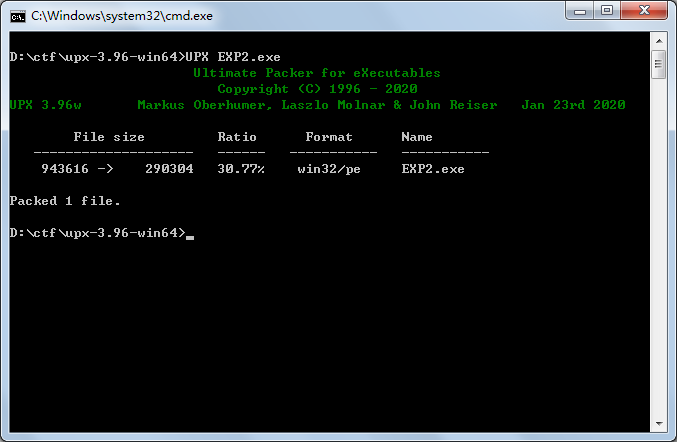 C:\Windows\system32\cmd.exe
D:\ctf\upx-3.96-win64>UPX EXP2.exe
Ultimate Packer for eXecutables
Copyright (C) 1996 - 2020
UPX 3.96w Markus Oberhumer, Laszlo Molnar & John Reiser Jan 23rd 2020
File size Ratio Format Name
-------------------- ------ ----------- -----------
943616 -> 290304 30.77% win32/pe EXP2.exe
Packed 1 file.
D:\ctf\upx-3.96-win64>